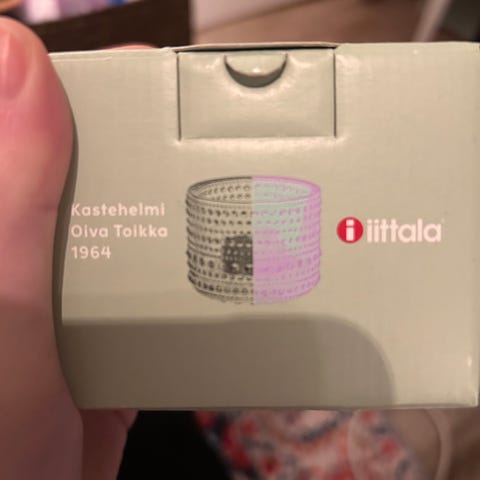 Kastehelmi
Oiva Toikka
1964
i iittala